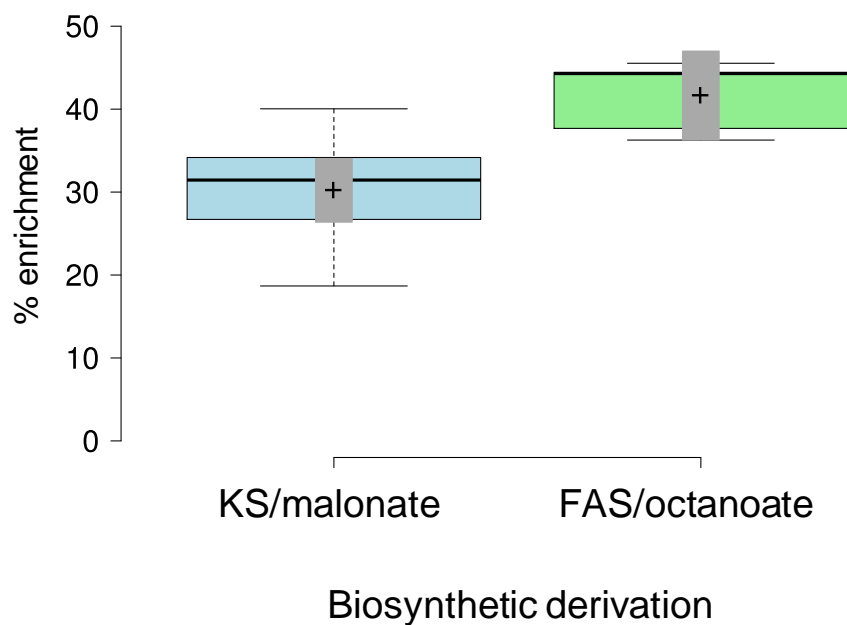 50
40
30
20
10
0
% enrichment
KS/malonate
FAS/octanoate
Biosynthetic derivation